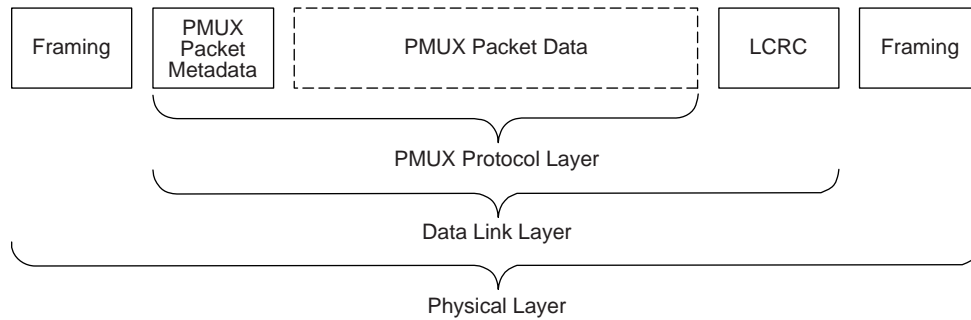 Framing
PMUX
Packet
Metadata
PMUX Packet Data
LCRC
Framing
PMUX Protocol Layer
Data Link Layer
Physical Layer